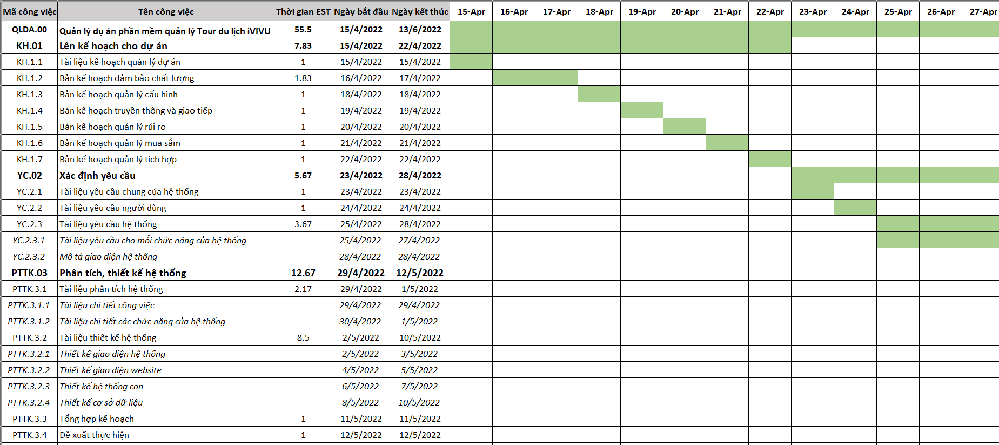 Mã công việc Tên công việc Thời gian EST Ngày bắt đầu Ngày kết thúc 15-Apr 16-Apr 17-Apr 18-Apr 19-Apr 20-Apr 21-Apr 22-Apr 23-Apr 24-Apr 25-Apr 26-Apr 27-Apr
QLDA.00 Quản lý dự án phần mềm quản lý Tour du lịch iVIVU 55.5 15/4/2022 13/6/2022
KH.01 Lên kế hoạch cho dự án 7.83 15/4/2022 22/4/2022
KH.1.1 Tài liệu kế hoạch quản lý dự án 1 15/4/2022 15/4/2022
KH.1.2 Bản kế hoạch đảm bảo chất lượng 1.83 16/4/2022 17/4/2022
KH.1.3 Bản kế hoạch quản lý cấu hình 1 18/4/2022 18/4/2022
KH.1.4 Bản kế hoạch truyền thông và giao tiếp 1 19/4/2022 19/4/2022
KH.1.5 Bản kế hoạch quản lý rủi ro 1 20/4/2022 20/4/2022
KH.1.6 Bản kế hoạch quản lý mua sắm 1 21/4/2022 21/4/2022
KH.1.7 Bản kế hoạch quản lý tích hợp 1 22/4/2022 22/4/2022
YC.02 Xác định yêu cầu 5.67 23/4/2022 28/4/2022
YC.2.1 Tài liệu yêu cầu chung của hệ thống 1 23/4/2022 23/4/2022
YC.2.2 Tài liệu yêu cầu người dùng 1 24/4/2022 24/4/2022
YC.2.3 Tài liệu yêu cầu hệ thống 3.67 25/4/2022 28/4/2022
YC.2.3.1 Tài liệu yêu cầu cho mỗi chức năng của hệ thống 25/4/2022 27/4/2022
YC.2.3.2 Mô tả giao diện hệ thống 28/4/2022 28/4/2022
PTTK.03 Phân tích, thiết kế hệ thống 12.67 29/4/2022 12/5/2022
PTTK.3.1 Tài liệu phân tích hệ thống 2.17 29/4/2022 1/5/2022
PTTK.3.1.1 Tài liệu chi tiết công việc 29/4/2022 29/4/2022
PTTK.3.1.2 Tài liệu chi tiết các chức năng của hệ thống 30/4/2022 1/5/2022
PTTK.3.2 Tài liệu thiết kế hệ thống 8.5 2/5/2022 10/5/2022
PTTK.3.2.1 Thiết kế giao diện hệ thống 2/5/2022 3/5/2022
PTTK.3.2.2 Thiết kế giao diện website 4/5/2022 5/5/2022
PTTK.3.2.3 Thiết kế hệ thống con 6/5/2022 7/5/2022
PTTK.3.2.4 Thiết kế cơ sở dữ liệu 8/5/2022 10/5/2022
PTTK.3.3 Tổng hợp kế hoạch 1 11/5/2022 11/5/2022
PTTK.3.4 Đề xuất thực hiện 1 12/5/2022 12/5/2022